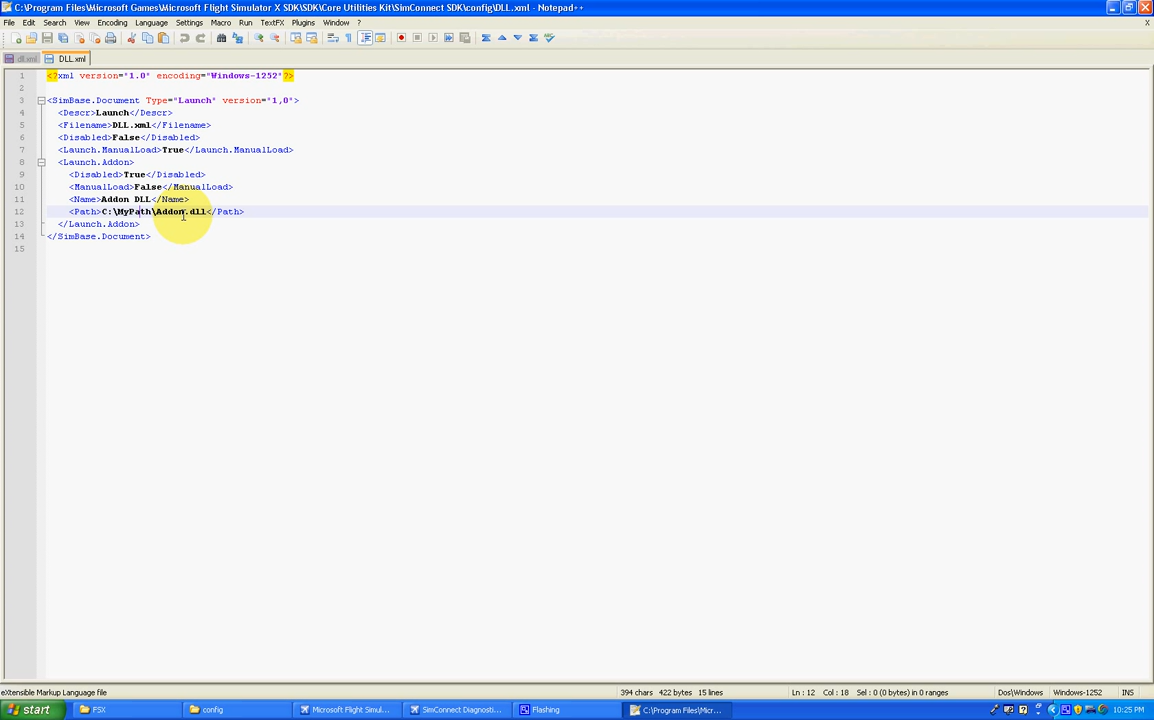 C:\Program Files\Microsoft Games\Microsoft Flight Simulator X SDK\SDK\Core Utilities Kit\SimConnect SDK\config\DLL.xml - Notepad++
File Edit Search View Encoding Language Settings Macro Run TextFX Plugins Window ? X
dll.xml DLL.xml
1 <?xml version="1.0" encoding="Windows-1252"?>
2
3 <SimBase.Document Type="Launch" version="1,0">
4 <Descr>Launch</Descr>
5 <Filename>DLL.xml</Filename>
6 <Disabled>False</Disabled>
7 <Launch.ManualLoad>True</Launch.ManualLoad>
8 <Launch.Addon>
9 <Disabled>True</Disabled>
10 <ManualLoad>False</ManualLoad>
11 <Name>Addon DLL</Name>
12 <Path>C:\MyPath\Addon.dll</Path>
13 </Launch.Addon>
14 </SimBase.Document>
15
eXtensible Markup Language file 394 chars 422 bytes 15 lines Ln : 12 Col : 18 Sel : 0 (0 bytes) in 0 ranges Dos\Windows Windows-1252 INS
start FSX config Microsoft Flight Simul... SimConnect Diagnosti... Flashing C:\Program Files\Micr... 10:25 PM